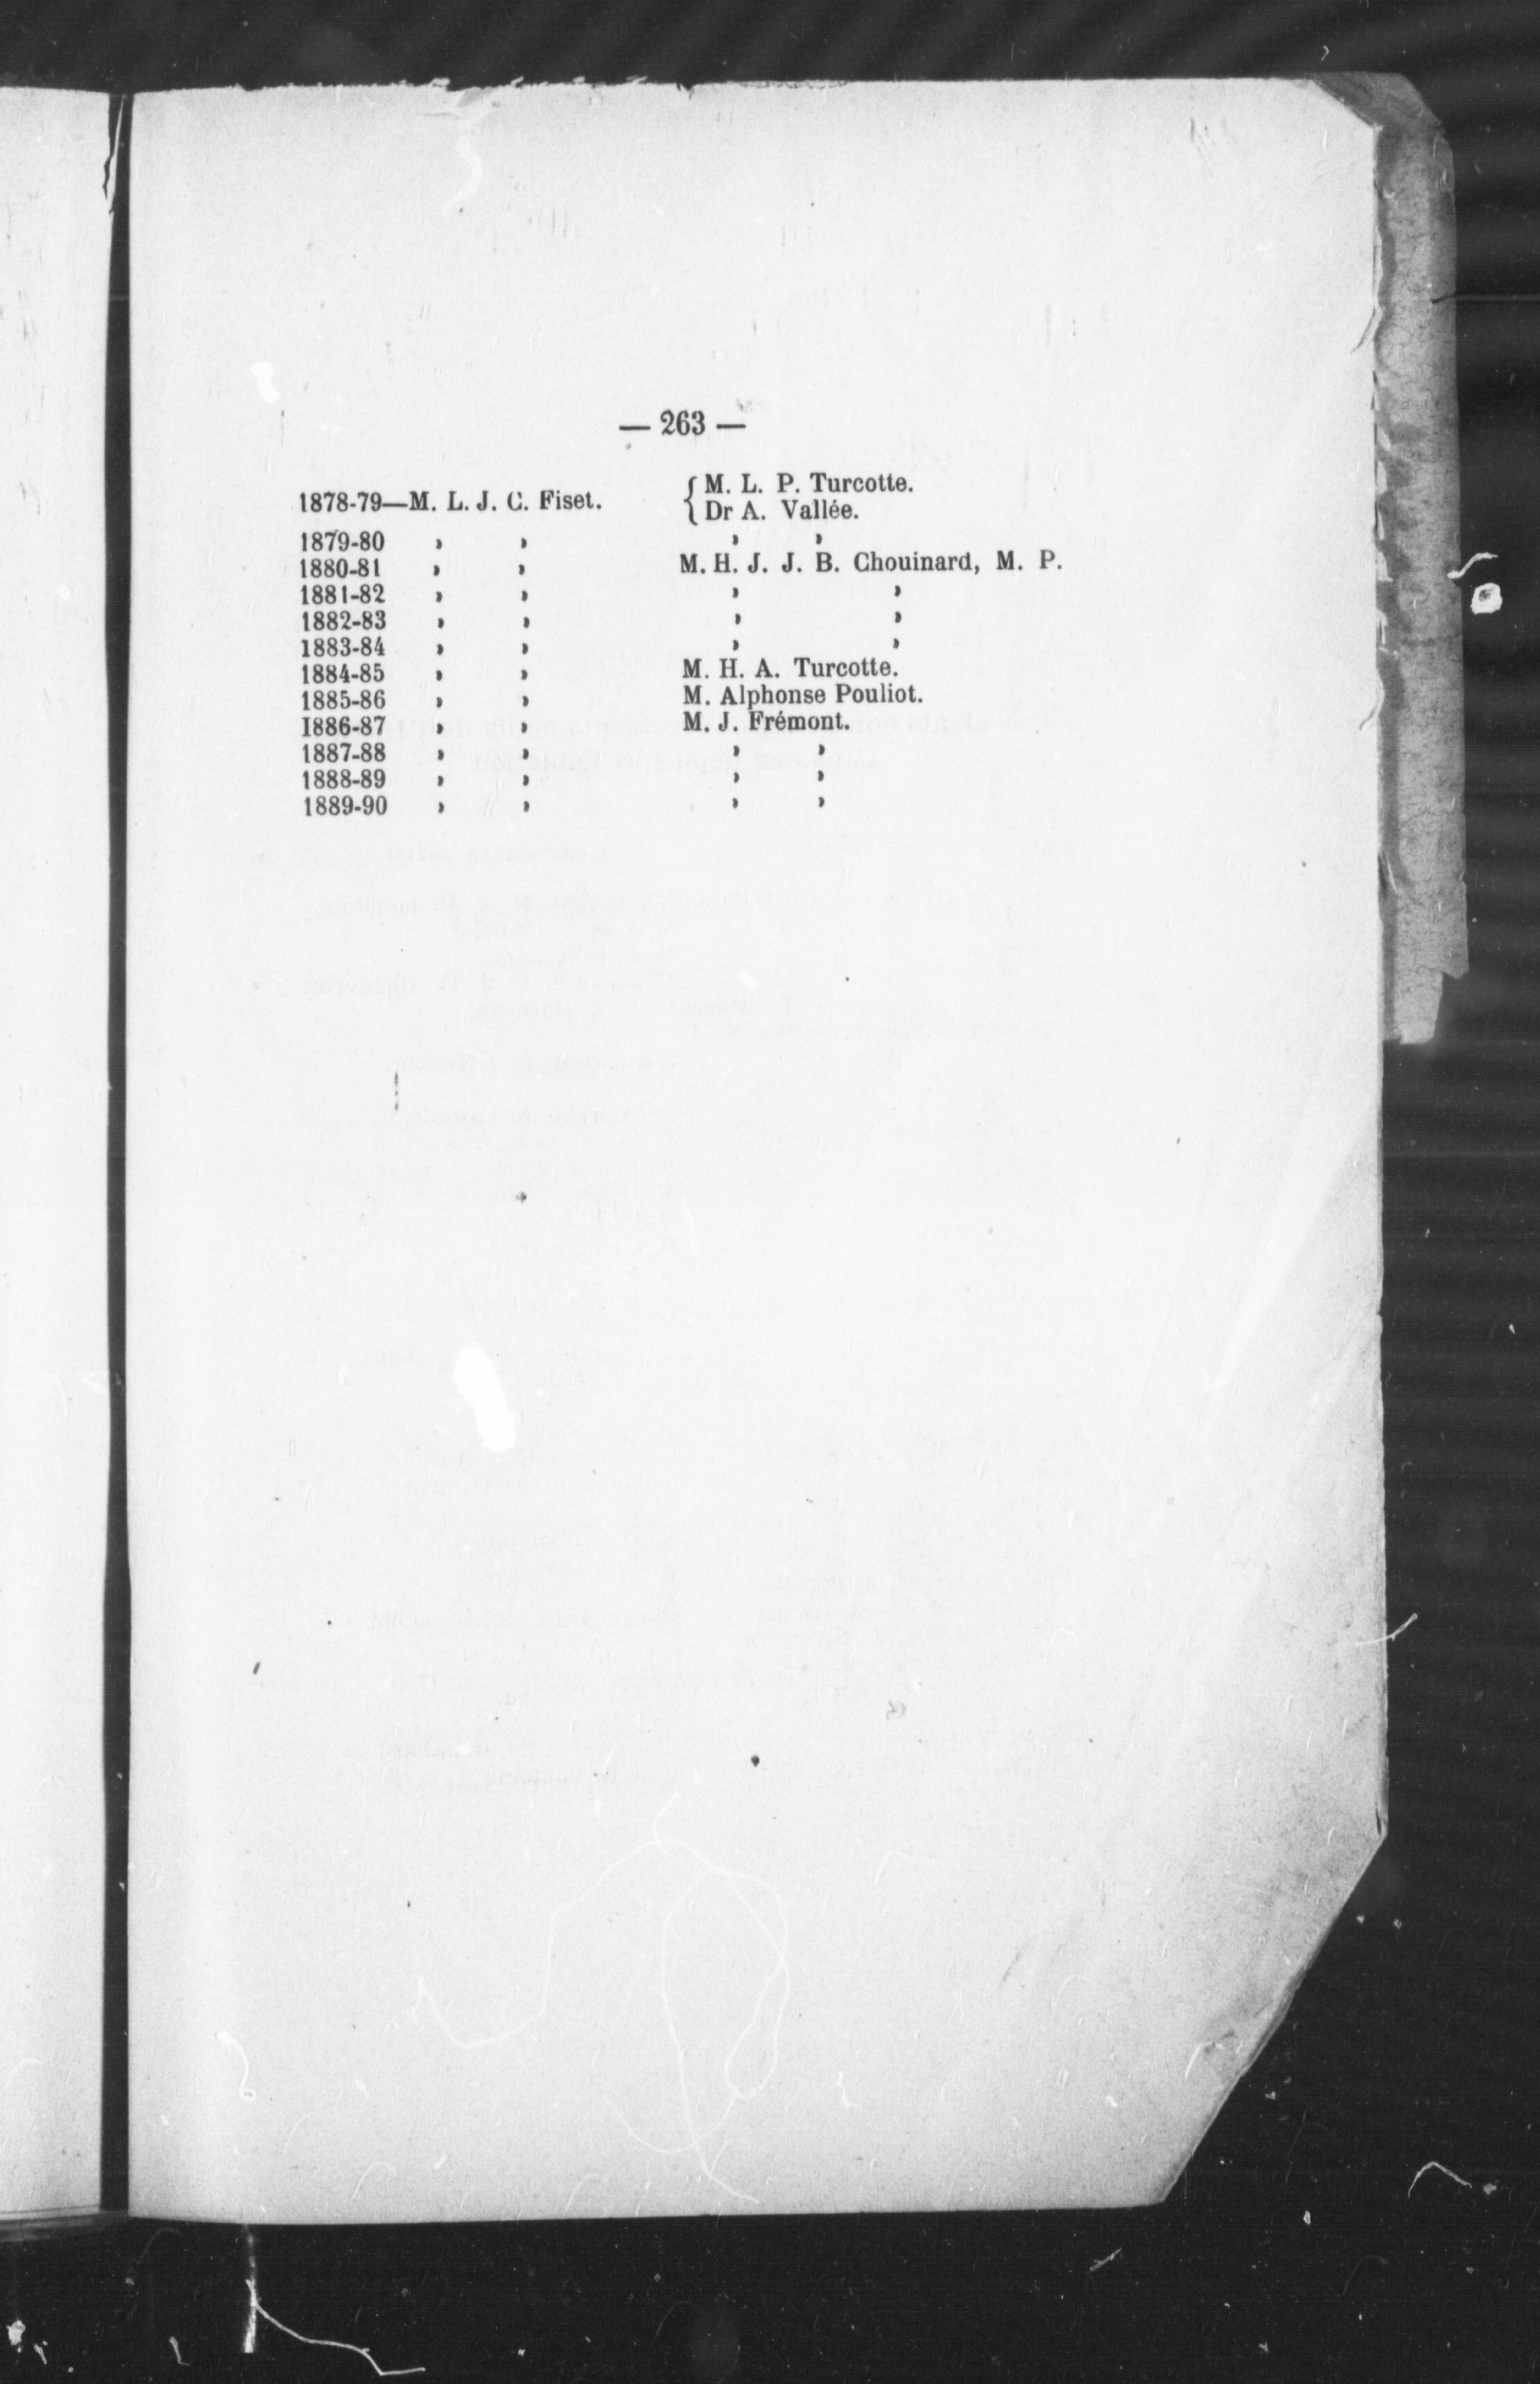 — 263 —
1878-79—M. L. J. C. Fiset. { M. L. P. Turcotte.
Dr A. Vallée.
1879-80 » » » »
1880-81 » » M. H. J. J. B. Chouinard, M. P.
1881-82 » » » »
1882-83 » » » »
1883-84 » » » »
1884-85 » » M. H. A. Turcotte.
1885-86 » » M. Alphonse Pouliot.
1886-87 » » M. J. Frémont.
1887-88 » » » »
1888-89 » » » »
1889-90 » » » »